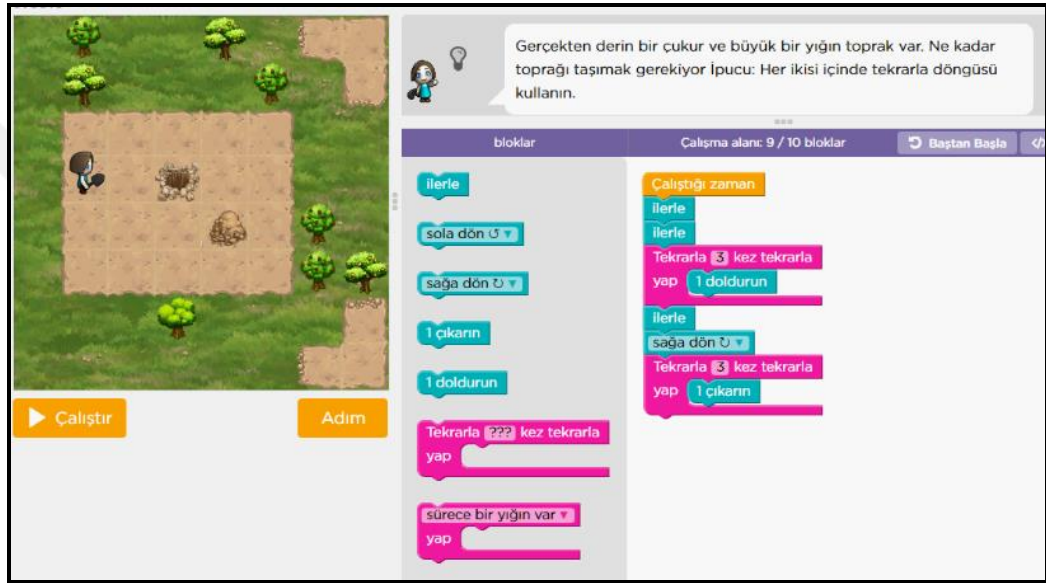 Gerçekten derin bir çukur ve büyük bir yığın toprak var. Ne kadar
toprağı taşımak gerekiyor İpucu: Her ikisi içinde tekrarla döngüsü
kullanın.
bloklar
Çalışma alanı: 9 / 10 bloklar
Baştan Başla
</>
ilerle
sola dön ↺ ▼
sağa dön ↻ ▼
1 çıkarın
1 doldurun
Tekrarla ??? kez tekrarla
yap
sürece bir yığın var ▼
yap
Çalıştığı zaman
ilerle
ilerle
Tekrarla 3 kez tekrarla
yap 1 doldurun
ilerle
sağa dön ↻ ▼
Tekrarla 3 kez tekrarla
yap 1 çıkarın
Çalıştır
Adım